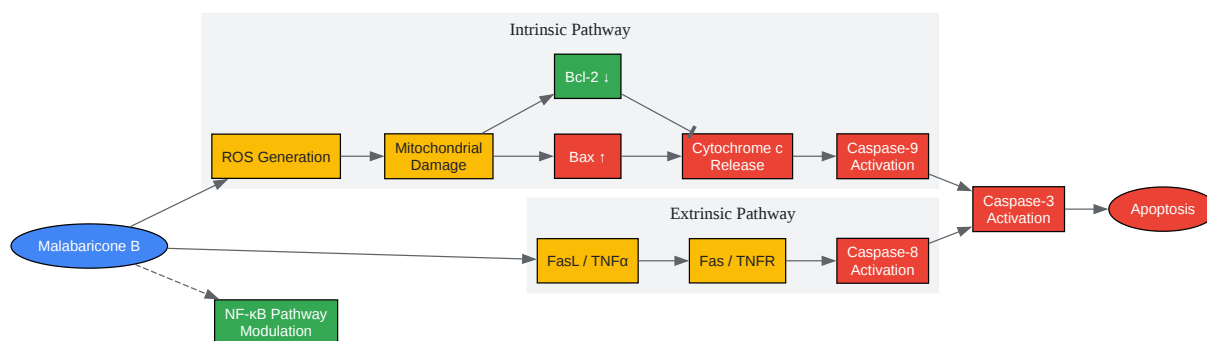 Intrinsic Pathway
Bcl-2 ↓
ROS Generation
Mitochondrial
Damage
Bax ↑
Cytochrome c
Release
Caspase-9
Activation
Malabaricone B
Extrinsic Pathway
FasL / TNFα
Fas / TNFR
Caspase-8
Activation
Caspase-3
Activation
Apoptosis
NF-κB Pathway
Modulation